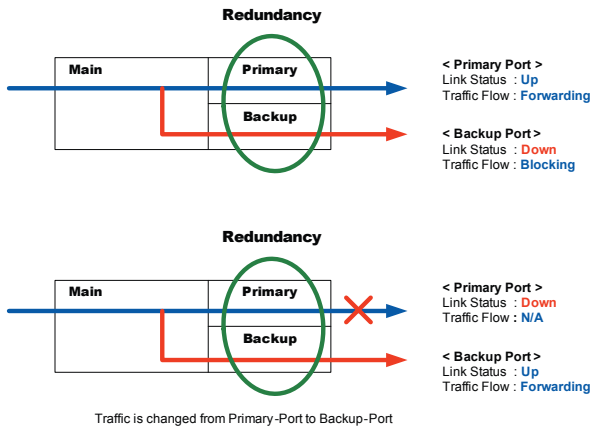 Redundancy
Main
Primary
Backup
< Primary Port >
Link Status : Up
Traffic Flow : Forwarding
< Backup Port >
Link Status : Down
Traffic Flow : Blocking
Redundancy
Main
Primary
Backup
< Primary Port >
Link Status : Down
Traffic Flow : N/A
< Backup Port >
Link Status : Up
Traffic Flow : Forwarding
Traffic is changed from Primary-Port to Backup-Port